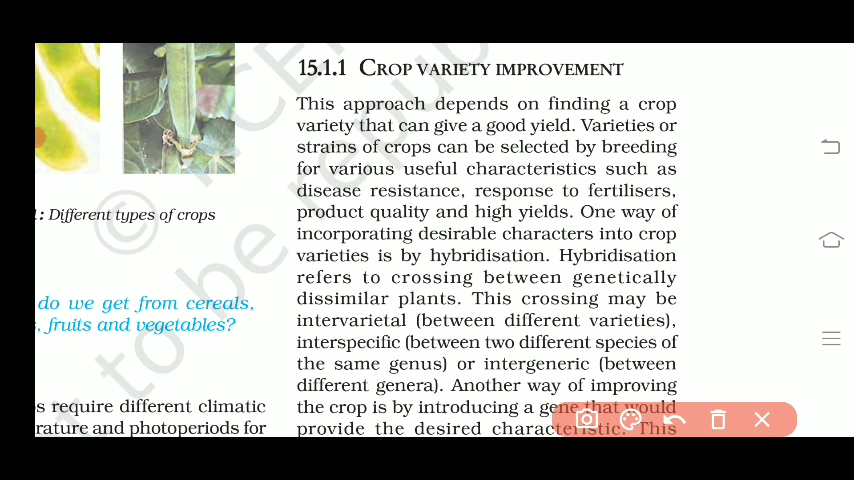 15.1.1 CROP VARIETY IMPROVEMENT
This approach depends on finding a crop
variety that can give a good yield. Varieties or
strains of crops can be selected by breeding
for various useful characteristics such as
disease resistance, response to fertilisers,
product quality and high yields. One way of
incorporating desirable characters into crop
varieties is by hybridisation. Hybridisation
refers to crossing between genetically
dissimilar plants. This crossing may be
intervarietal (between different varieties),
interspecific (between two different species of
the same genus) or intergeneric (between
different genera). Another way of improving
the crop is by introducing a gene that would
provide the desired characteristic. This
: Different types of crops
do we get from cereals,
, fruits and vegetables?
s require different climatic
rature and photoperiods for
©
t to be repub